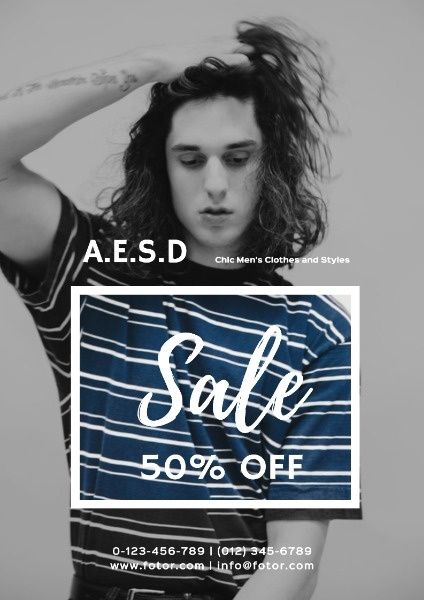 A.E.S.D
Chic Men's Clothes and Styles
Sale
50% OFF
0-123-456-789 | (012) 345-6789
www.fotor.com | info@fotor.com